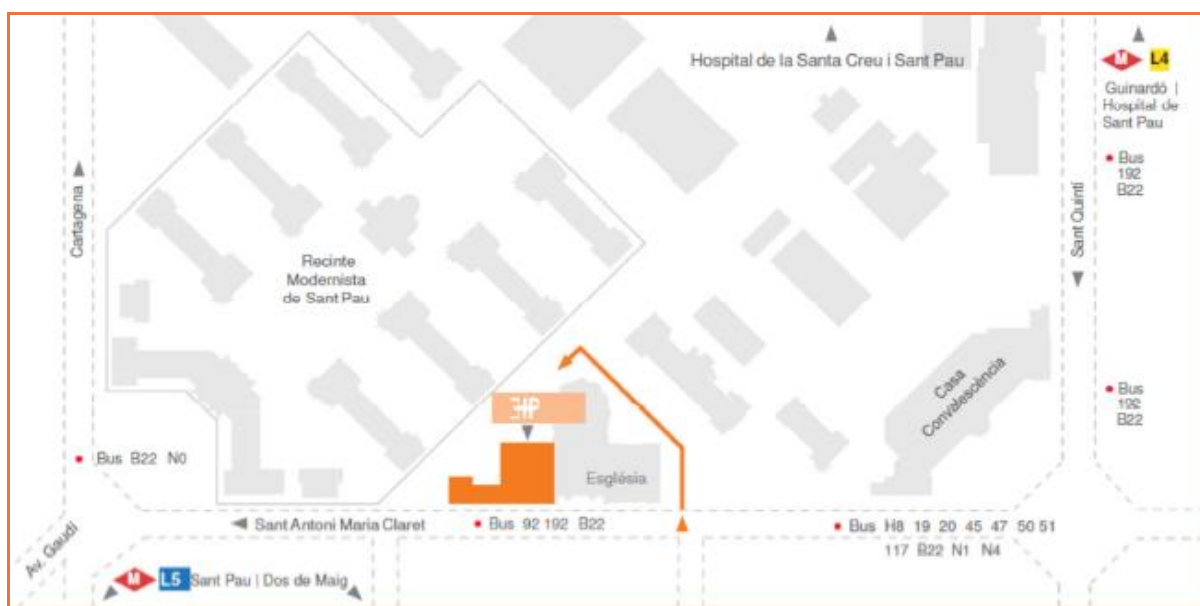 Hospital de la Santa Creu i Sant Pau
M L4
Guinardó |
Hospital de
Sant Pau
Bus
192
B22
Cartagena
Sant Quintí
Recinte
Modernista
de Sant Pau
Casa
Convalescència
Bus
192
B22
Bus B22 N0
Església
Sant Antoni Maria Claret
Bus 92 192 B22
Bus H8 19 20 45 47 50 51
117 B22 N1 N4
Av. Gaudí
M L5 Sant Pau | Dos de Maig